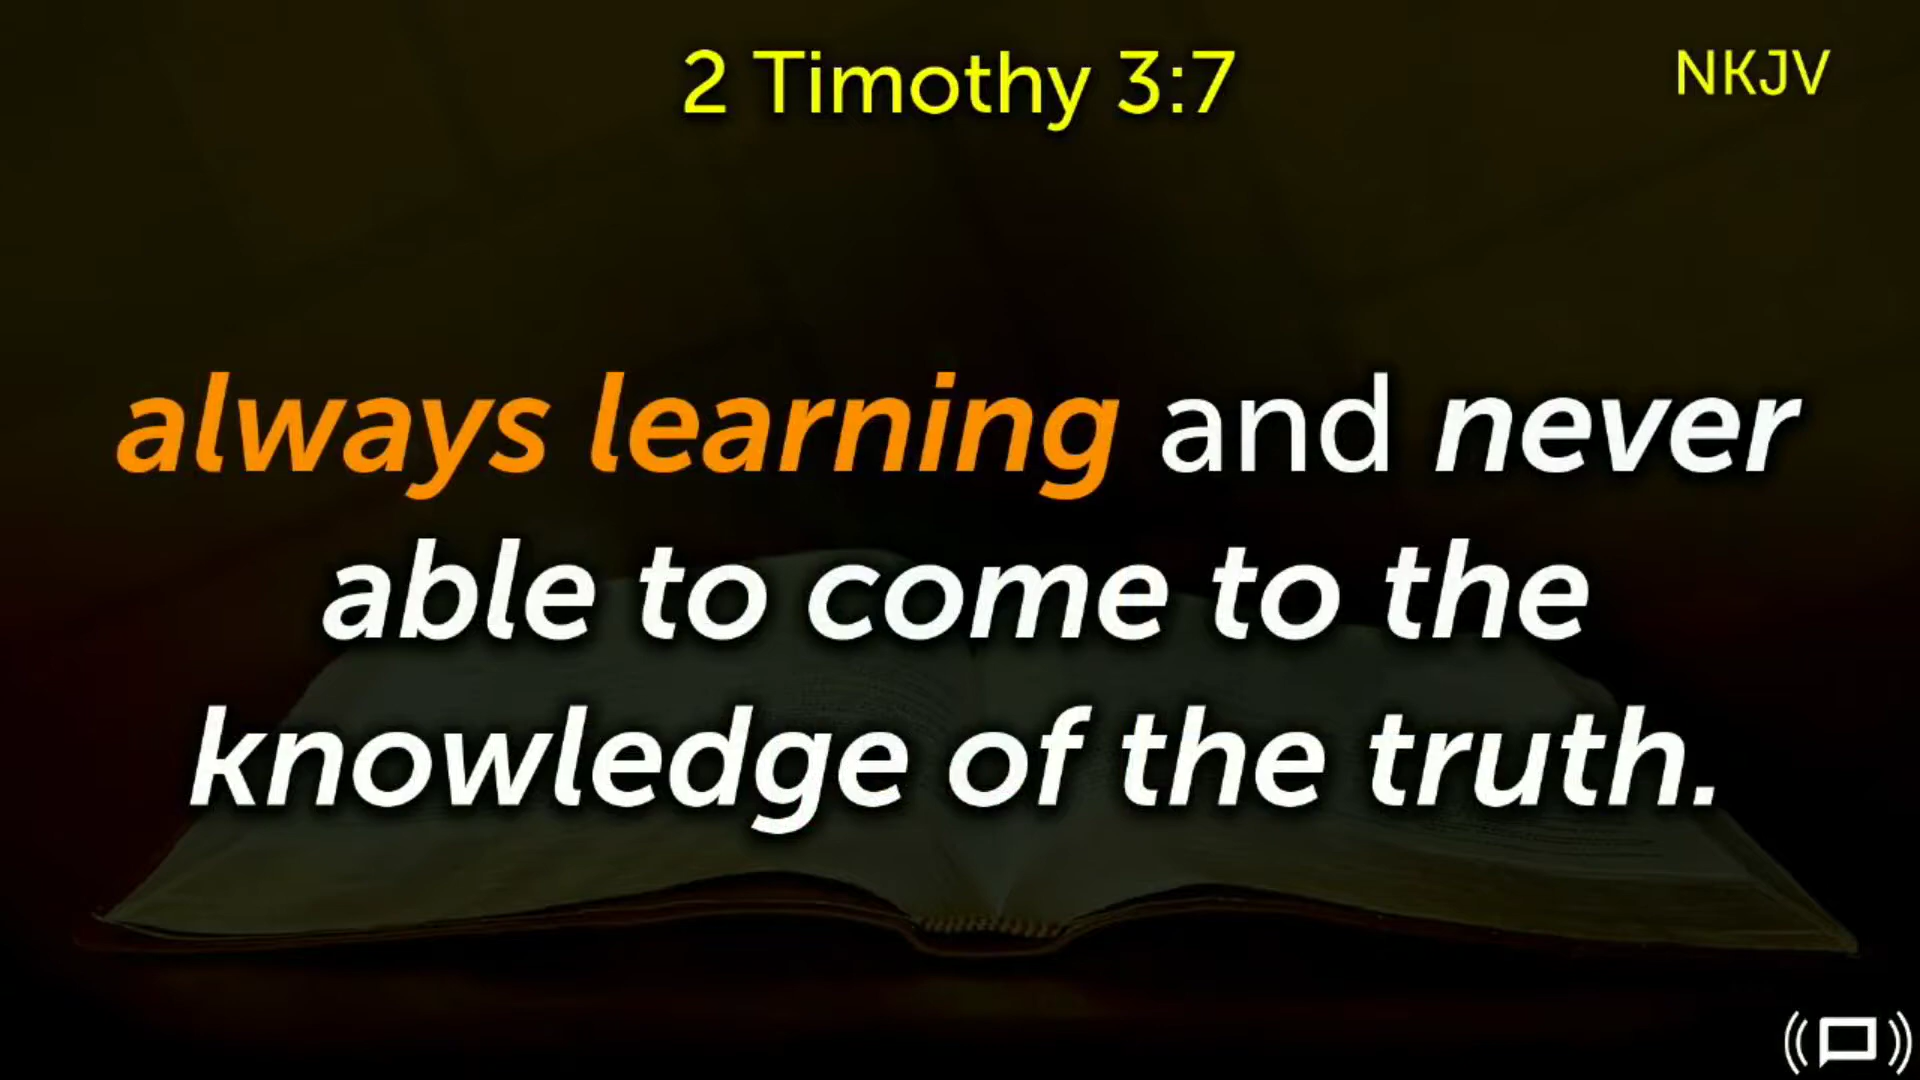 2 Timothy 3:7
NKJV
always learning and never
able to come to the
knowledge of the truth.